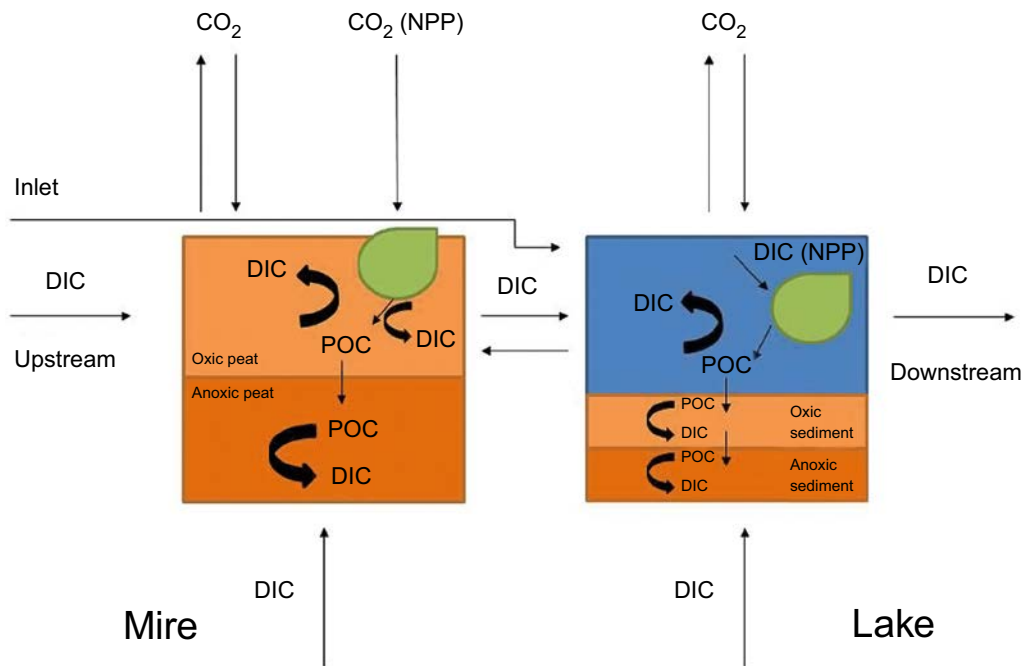 CO2
CO2 (NPP)
CO2
Inlet
DIC
Upstream
DIC
POC
DIC
Oxic peat
Anoxic peat
POC
DIC
DIC
DIC (NPP)
DIC
POC
POC
DIC
Oxic
sediment
POC
DIC
Anoxic
sediment
DIC
Downstream
DIC
DIC
Mire
Lake